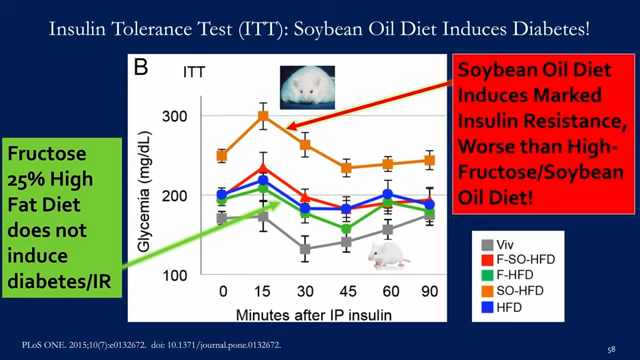 Insulin Tolerance Test (ITT): Soybean Oil Diet Induces Diabetes!
B
ITT
Glycemia (mg/dL)
300
200
100
0
15
30
45
60
90
Minutes after IP insulin
Fructose
25% High
Fat Diet
does not
induce
diabetes/IR
Soybean Oil Diet
Induces Marked
Insulin Resistance,
Worse than High-
Fructose/Soybean
Oil Diet!
Viv
F-SO-HFD
F-HFD
SO-HFD
HFD
PLoS ONE. 2015;10(7):e0132672. doi: 10.1371/journal.pone.0132672.
58